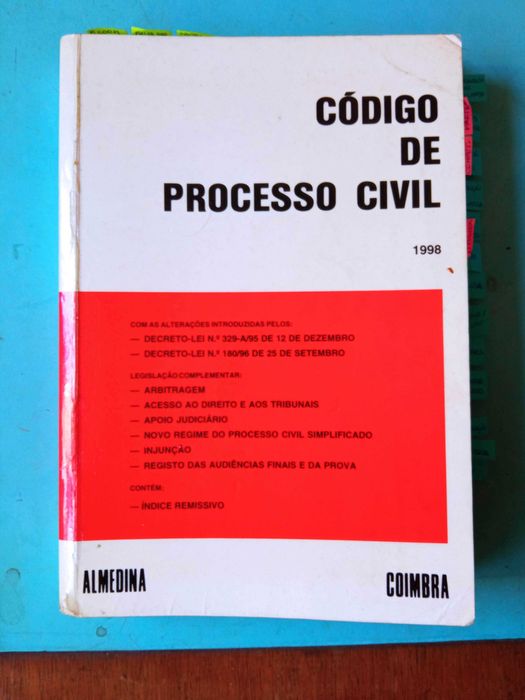 CÓDIGO
DE
PROCESSO CIVIL
1998
COM AS ALTERAÇÕES INTRODUZIDAS PELOS:
— DECRETO-LEI N.º 329-A/95 DE 12 DE DEZEMBRO
— DECRETO-LEI N.º 180/96 DE 25 DE SETEMBRO
LEGISLAÇÃO COMPLEMENTAR:
— ARBITRAGEM
— ACESSO AO DIREITO E AOS TRIBUNAIS
— APOIO JUDICIÁRIO
— NOVO REGIME DO PROCESSO CIVIL SIMPLIFICADO
— INJUNÇÃO
— REGISTO DAS AUDIÊNCIAS FINAIS E DA PROVA
CONTÉM:
— ÍNDICE REMISSIVO
ALMEDINA COIMBRA